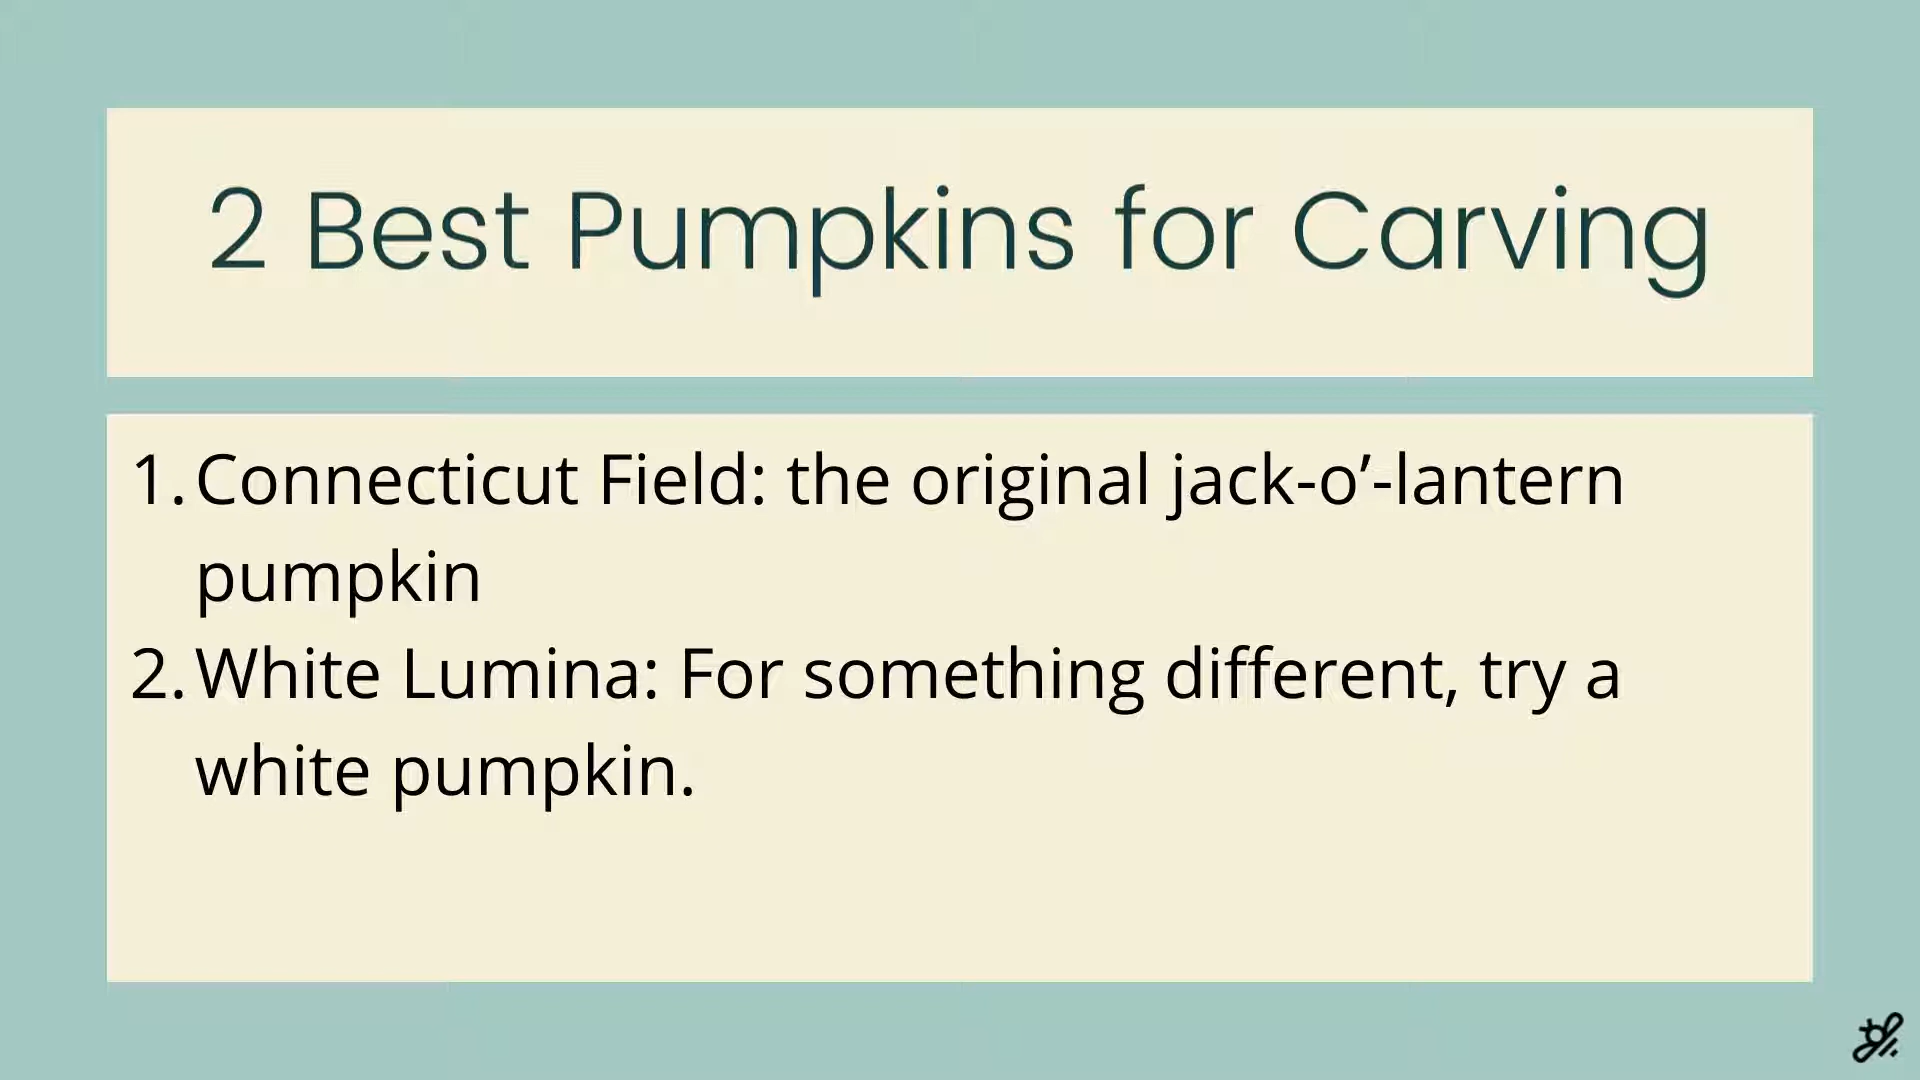 2 Best Pumpkins for Carving
1. Connecticut Field: the original jack-o’-lantern
pumpkin
2. White Lumina: For something different, try a
white pumpkin.